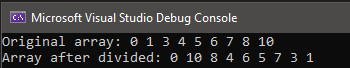 Microsoft Visual Studio Debug Console
Original array: 0 1 3 4 5 6 7 8 10
Array after divided: 0 10 8 4 6 5 7 3 1